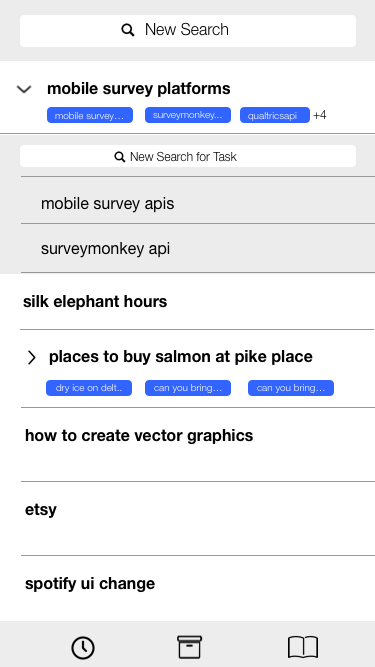 New Search
mobile survey platforms
mobile survey… surveymonkey... qualtricsapi +4
New Search for Task
mobile survey apis
surveymonkey api
silk elephant hours
places to buy salmon at pike place
dry ice on delt.. can you bring… can you bring…
how to create vector graphics
etsy
spotify ui change